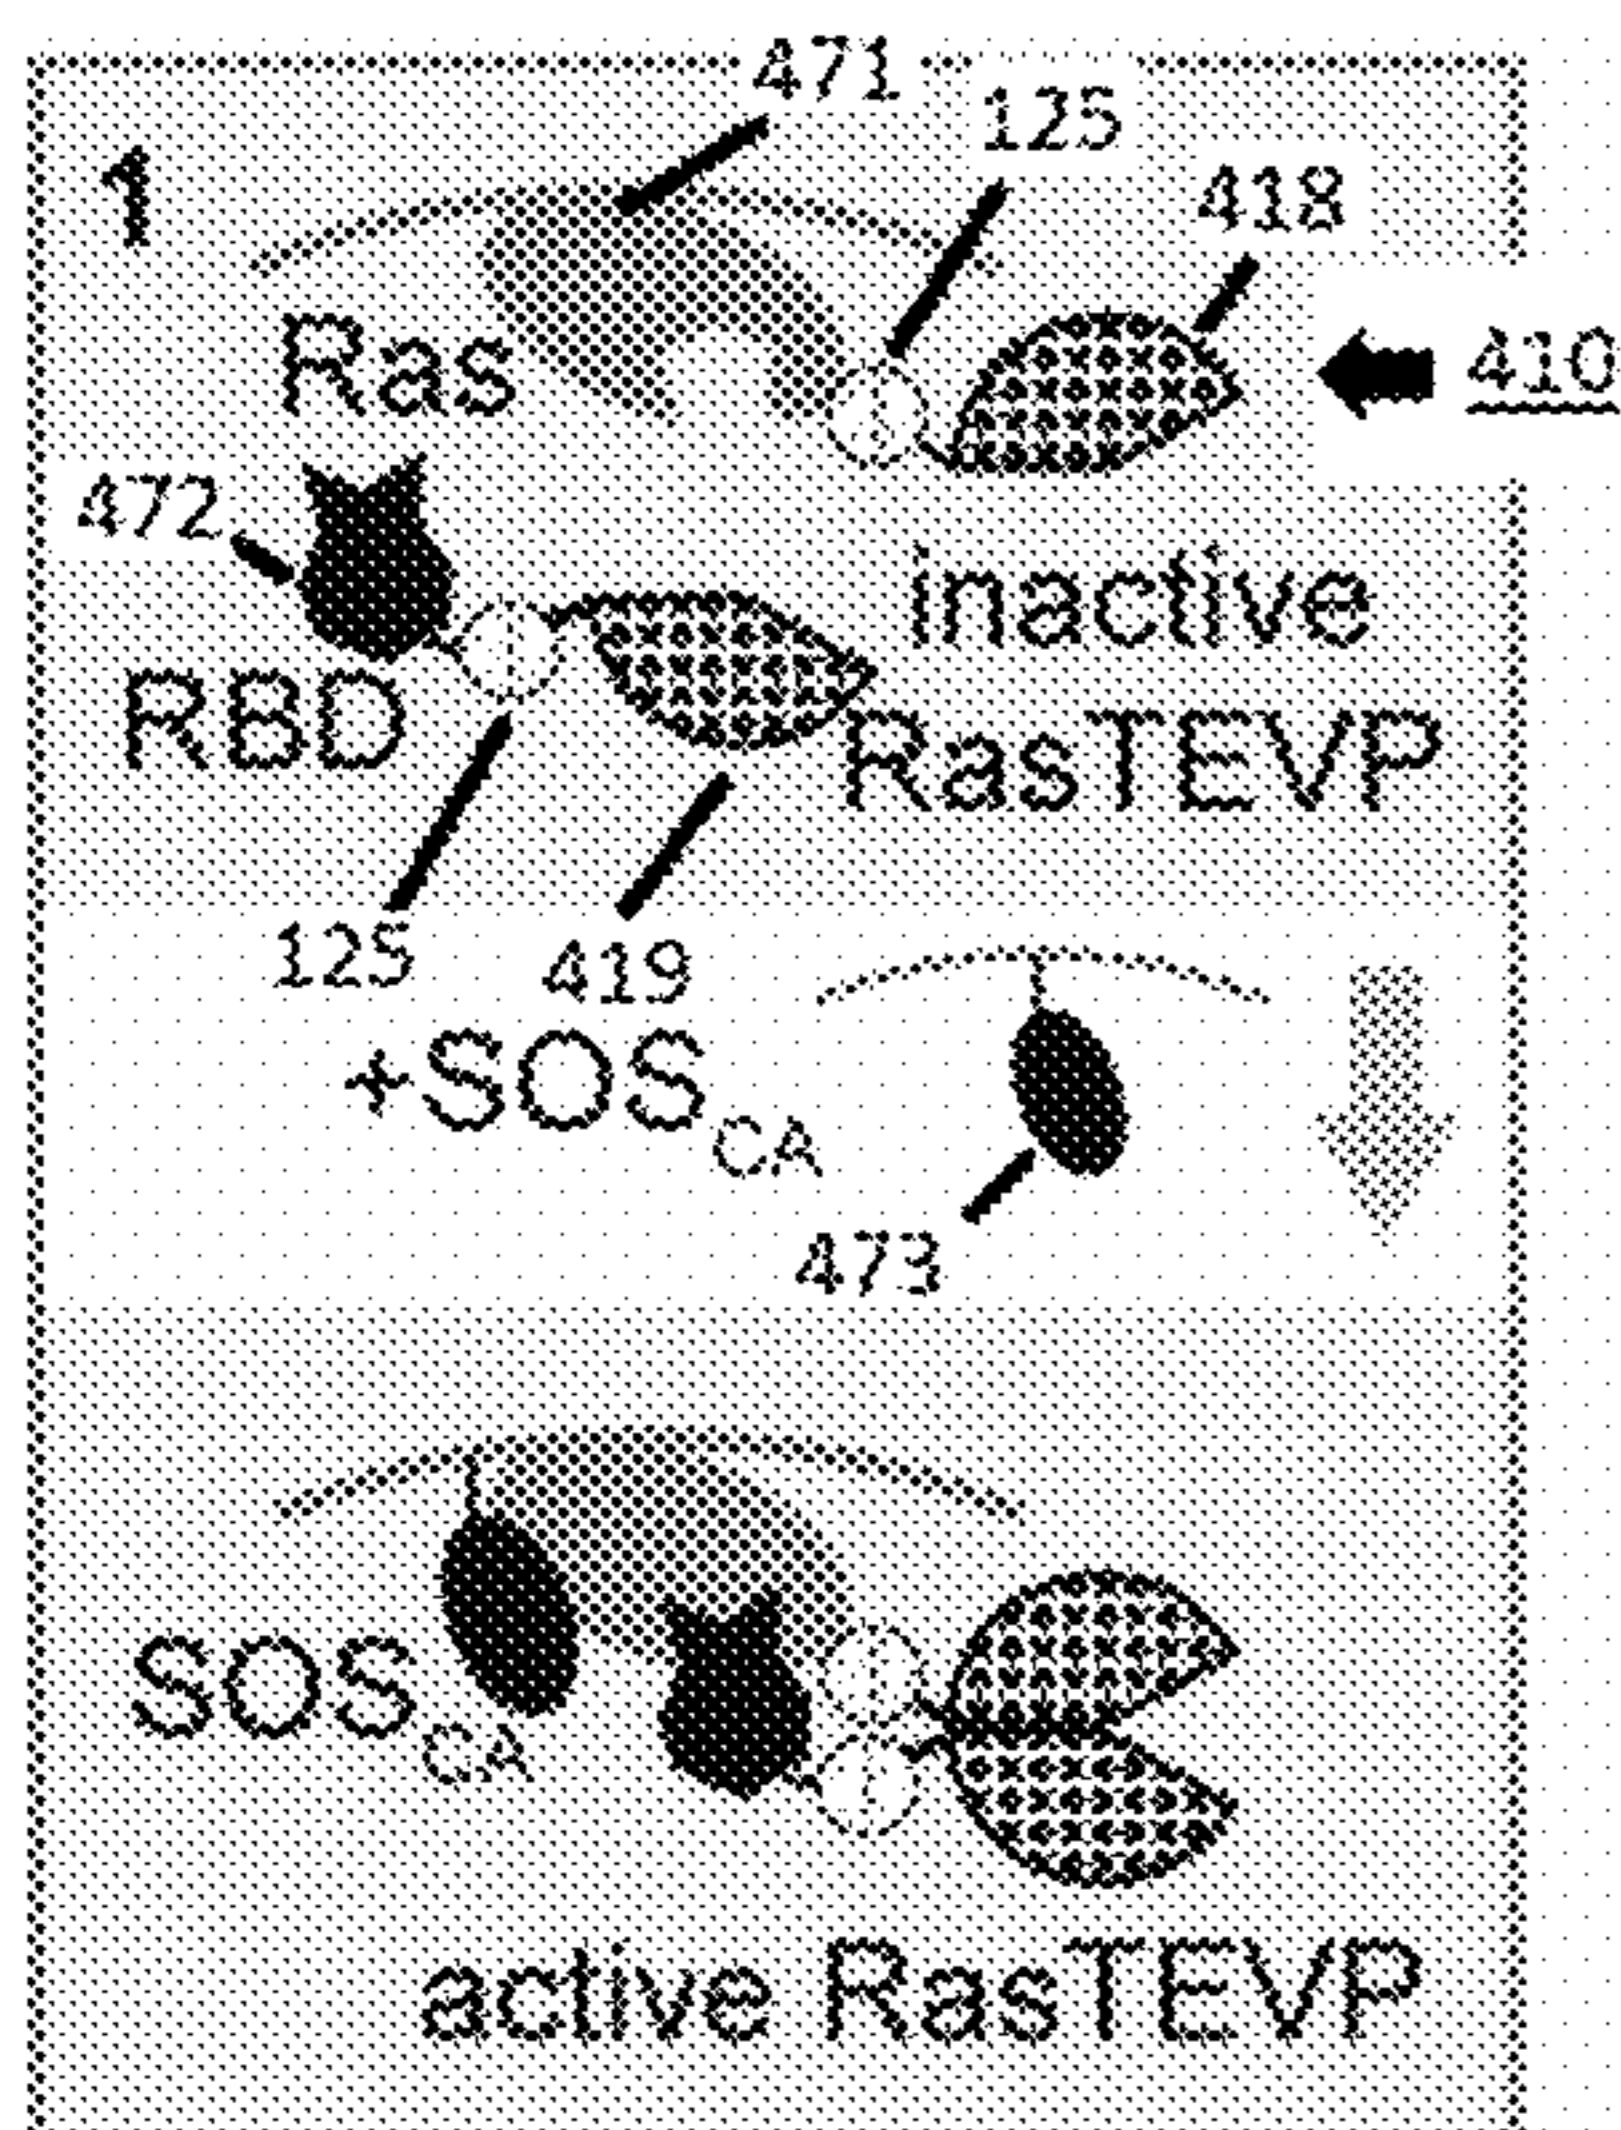 471
125
1
418
Ras
410
472
inactive
RBD
RasTEVP
125
419
+SOSCA
473
SOSCA
active RasTEVP